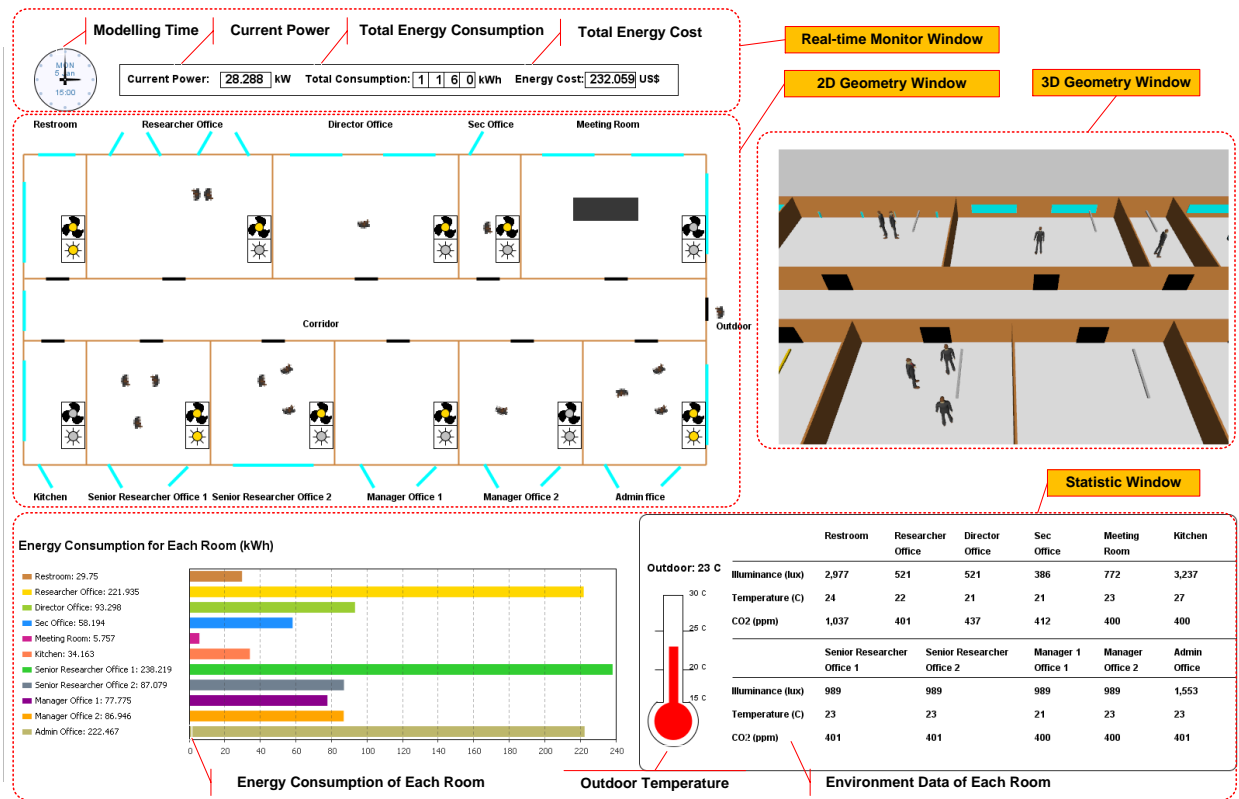 Modelling Time
Current Power
Total Energy Consumption
Total Energy Cost
Real-time Monitor Window
MON
5 Jan
15:00
Current Power: 28.288 kW Total Consumption: 1 1 6 0 kWh Energy Cost: 232.059 US$
2D Geometry Window
3D Geometry Window
Restroom
Researcher Office
Director Office
Sec Office
Meeting Room
Corridor
Outdoor
Kitchen
Senior Researcher Office 1
Senior Researcher Office 2
Manager Office 1
Manager Office 2
Admin ffice
Statistic Window
Energy Consumption for Each Room (kWh)
Restroom: 29.75
Researcher Office: 221.935
Director Office: 93.298
Sec Office: 58.194
Meeting Room: 5.757
Kitchen: 34.163
Senior Researcher Office 1: 238.219
Senior Researcher Office 2: 87.079
Manager Office 1: 77.775
Manager Office 2: 86.946
Admin Office: 222.467
0 20 40 60 80 100 120 140 160 180 200 220 240
Energy Consumption of Each Room
Outdoor: 23 C
30 C
25 C
20 C
15 C
Outdoor Temperature
Restroom Researcher Director Sec Meeting Kitchen
Office Office Office Room
Illuminance (lux) 2,977 521 521 386 772 3,237
Temperature (C) 24 22 21 21 23 27
CO2 (ppm) 1,037 401 437 412 400 400
Senior Researcher Senior Researcher Manager 1 Manager Admin
Office 1 Office 2 Office 1 Office 2 Office
Illuminance (lux) 989 989 989 989 1,553
Temperature (C) 23 23 21 23 23
CO2 (ppm) 401 401 400 400 401
Environment Data of Each Room